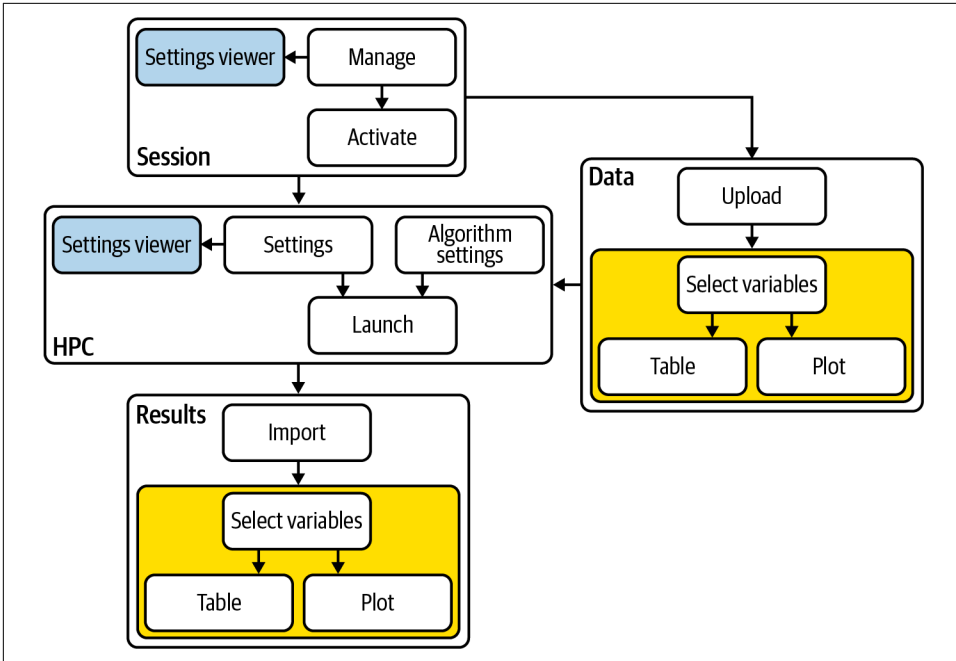 Settings viewer
Manage
Activate
Session
Data
Upload
Select variables
Table
Plot
Settings viewer
Settings
Algorithm
settings
Launch
HPC
Results
Import
Select variables
Table
Plot